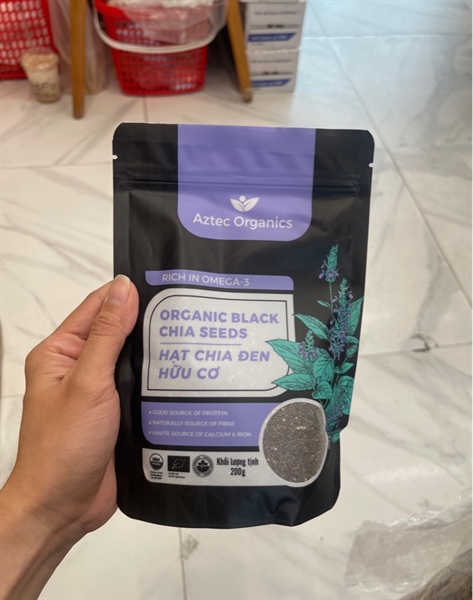 Aztec Organics
RICH IN OMEGA-3
ORGANIC BLACK
CHIA SEEDS
HẠT CHIA ĐEN
HỮU CƠ
GOOD SOURCE OF PROTEIN
NATURALLY SOURCE OF FIBRE
HAUTE SOURCE OF CALCIUM & IRON
Khối lượng tịnh
200g